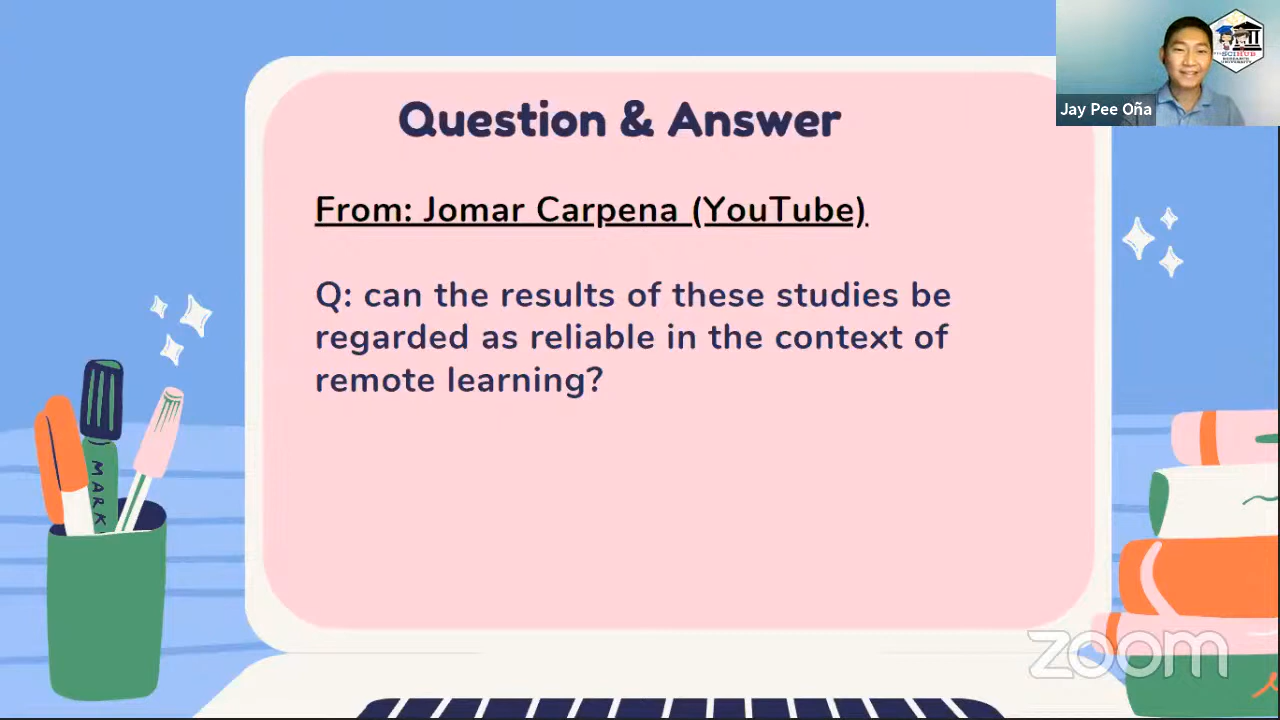 Question & Answer
From: Jomar Carpena (YouTube)
Q: can the results of these studies be
regarded as reliable in the context of
remote learning?
Jay Pee Oña
SCIHUB
MARK
zoom